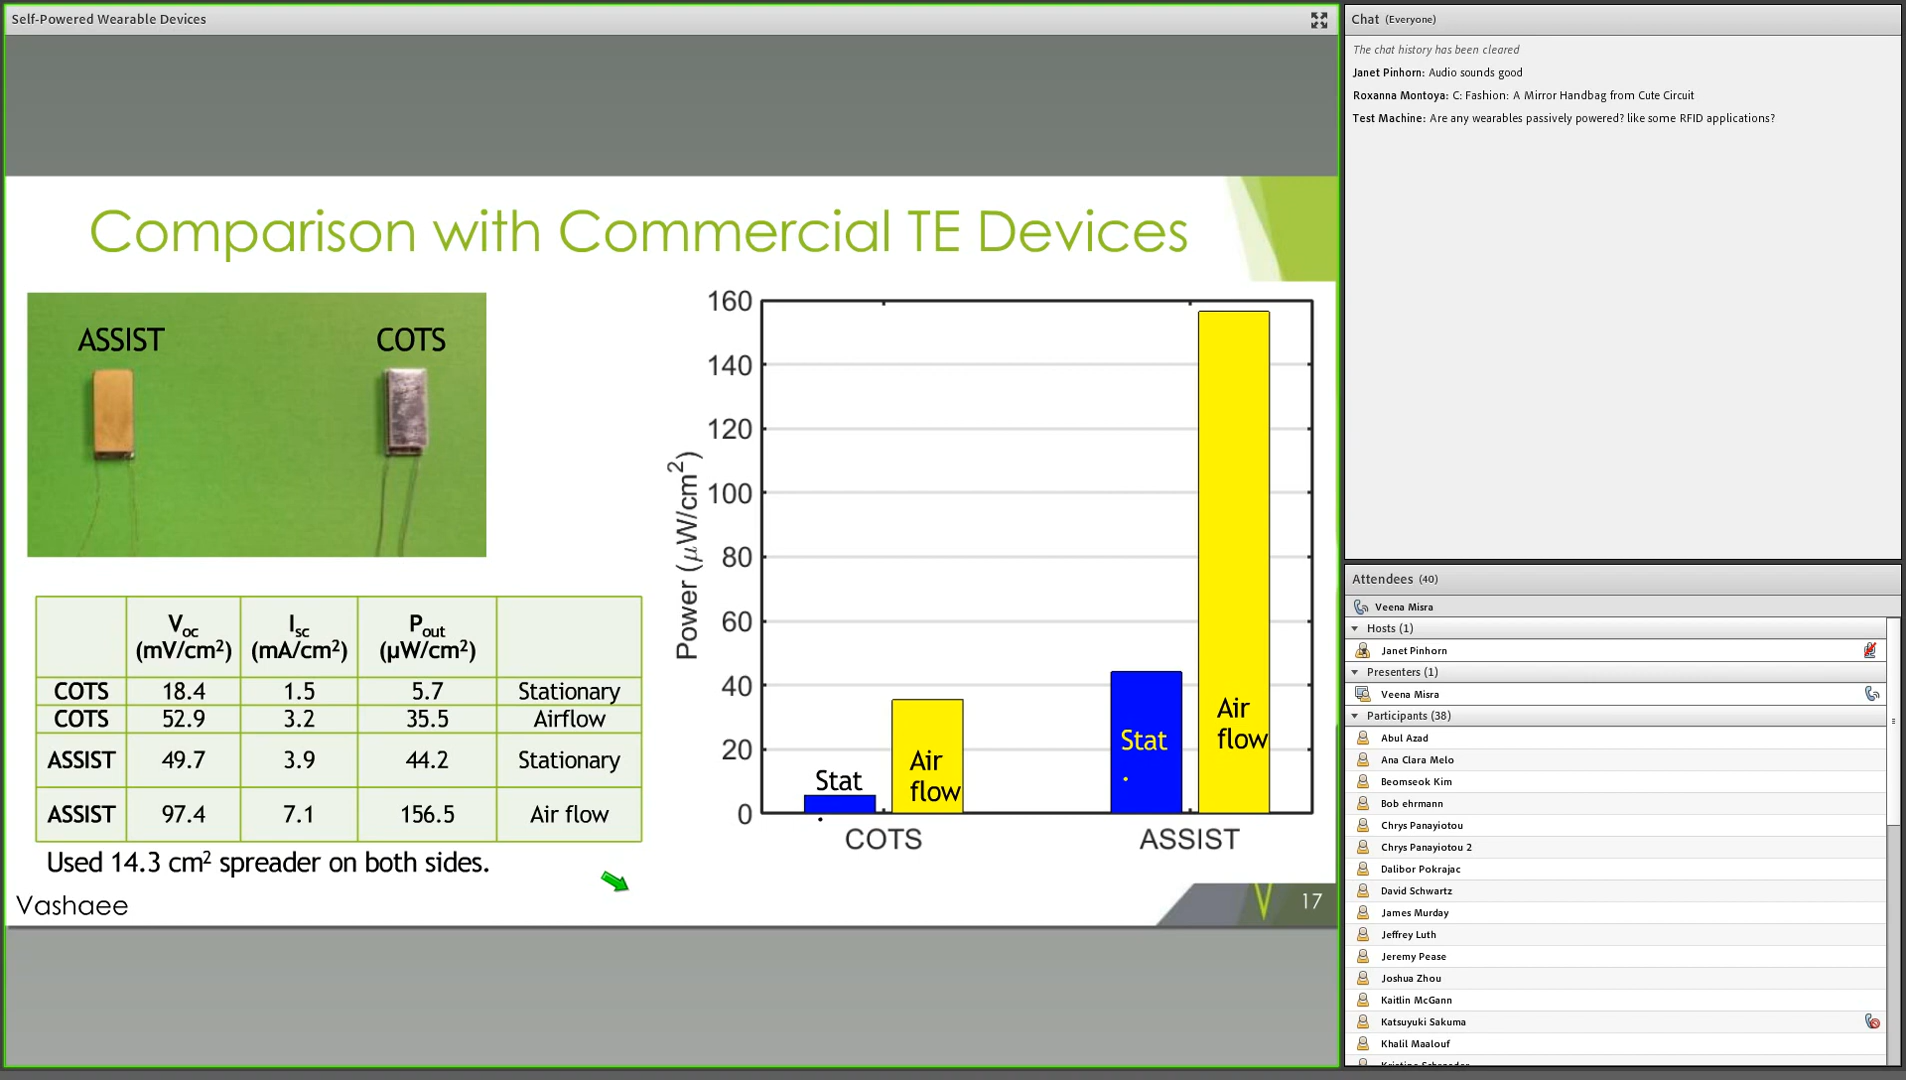 Self-Powered Wearable Devices
Comparison with Commercial TE Devices
ASSIST
COTS
Voc (mV/cm²) Isc (mA/cm²) Pout (µW/cm²)
COTS 18.4 1.5 5.7 Stationary
COTS 52.9 3.2 35.5 Airflow
ASSIST 49.7 3.9 44.2 Stationary
ASSIST 97.4 7.1 156.5 Air flow
Used 14.3 cm² spreader on both sides.
Vashaee
Power (µW/cm²)
160
140
120
100
80
60
40
20
0
Stat
.
Air
flow
Stat
.
Air
flow
COTS
ASSIST
17
Chat (Everyone)
The chat history has been cleared
Janet Pinhorn: Audio sounds good
Roxanna Montoya: C: Fashion: A Mirror Handbag from Cute Circuit
Test Machine: Are any wearables passively powered? like some RFID applications?
Attendees (40)
Veena Misra
Hosts (1)
Janet Pinhorn
Presenters (1)
Veena Misra
Participants (38)
Abul Azad
Ana Clara Melo
Beomseok Kim
Bob ehrmann
Chrys Panayiotou
Chrys Panayiotou 2
Dalibor Pokrajac
David Schwartz
James Murday
Jeffrey Luth
Jeremy Pease
Joshua Zhou
Kaitlin McGann
Katsuyuki Sakuma
Khalil Maalouf